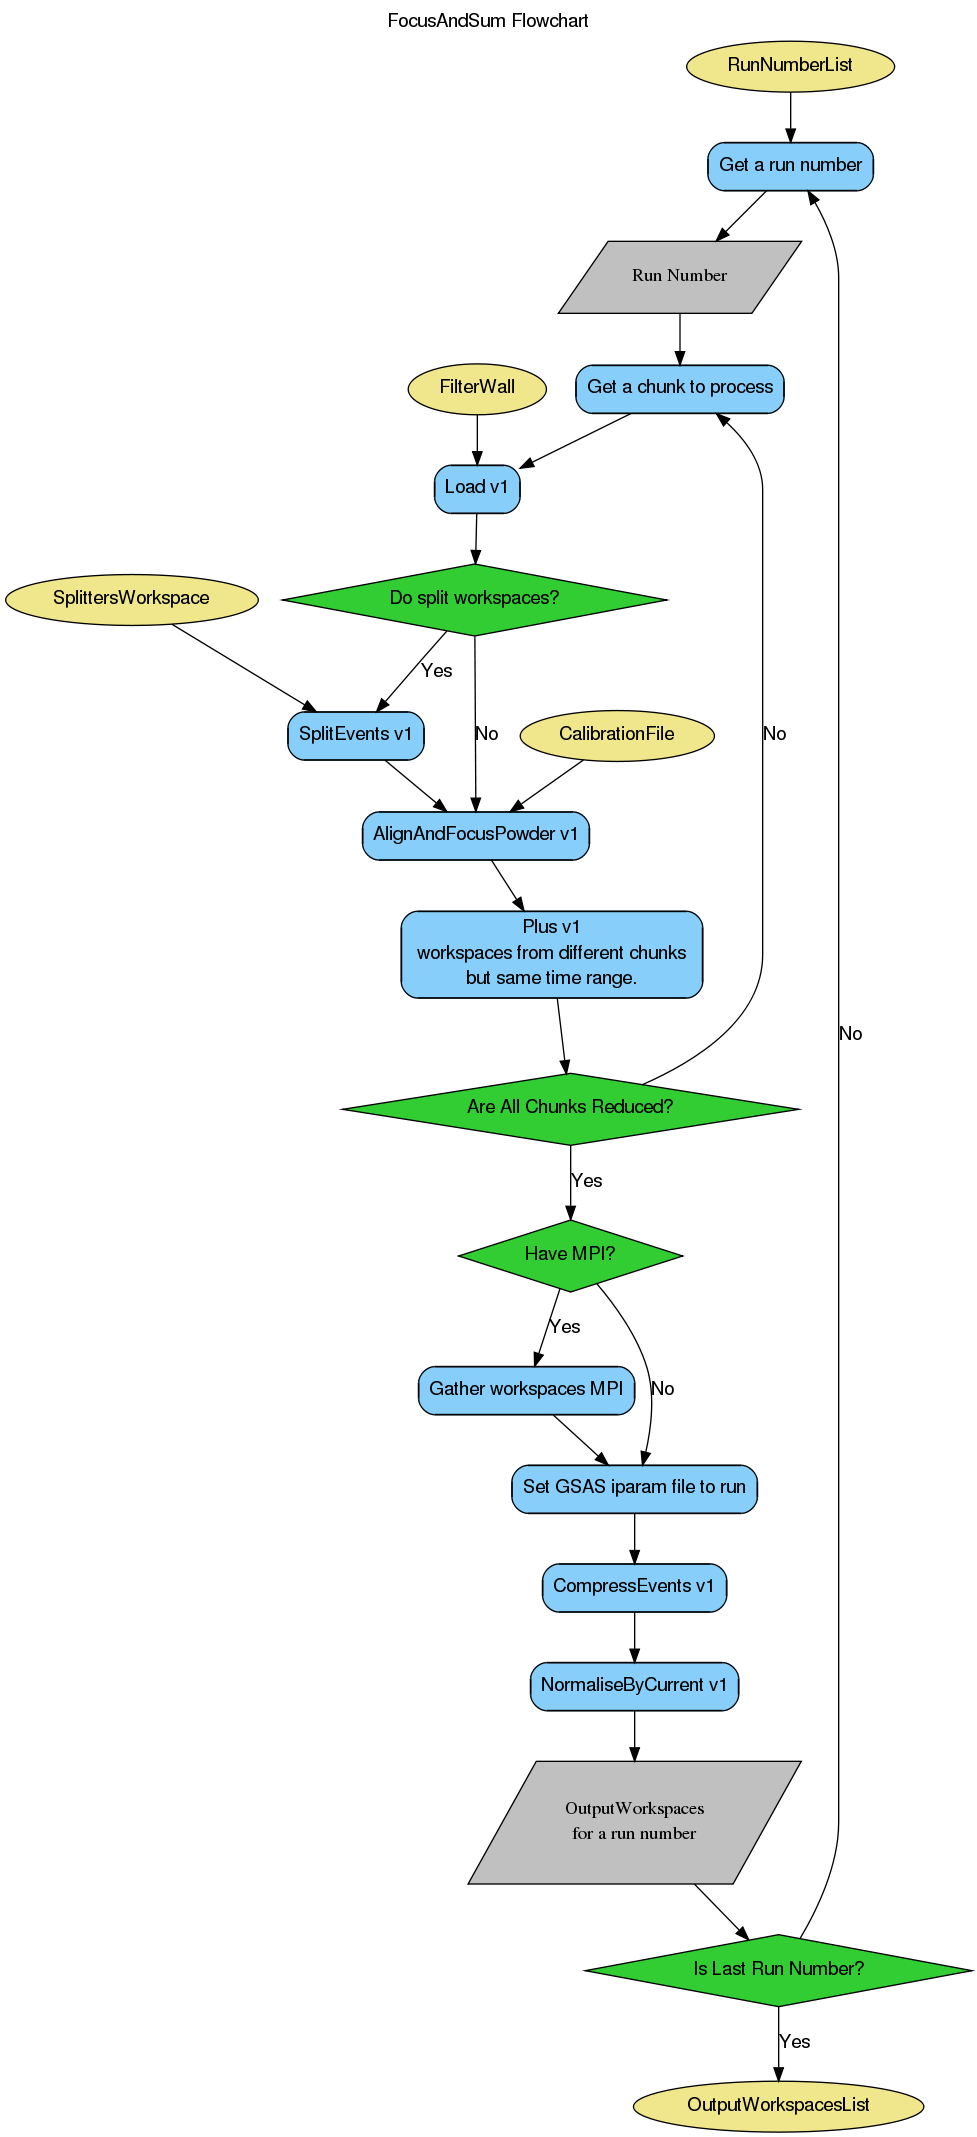 FocusAndSum Flowchart
RunNumberList
Get a run number
Run Number
FilterWall
Get a chunk to process
Load v1
SplittersWorkspace
Do split workspaces?
Yes
SplitEvents v1
No
CalibrationFile
No
AlignAndFocusPowder v1
Plus v1
workspaces from different chunks
but same time range.
No
Are All Chunks Reduced?
Yes
Have MPI?
Yes
Gather workspaces MPI
No
Set GSAS iparam file to run
CompressEvents v1
NormaliseByCurrent v1
OutputWorkspaces
for a run number
Is Last Run Number?
Yes
OutputWorkspacesList